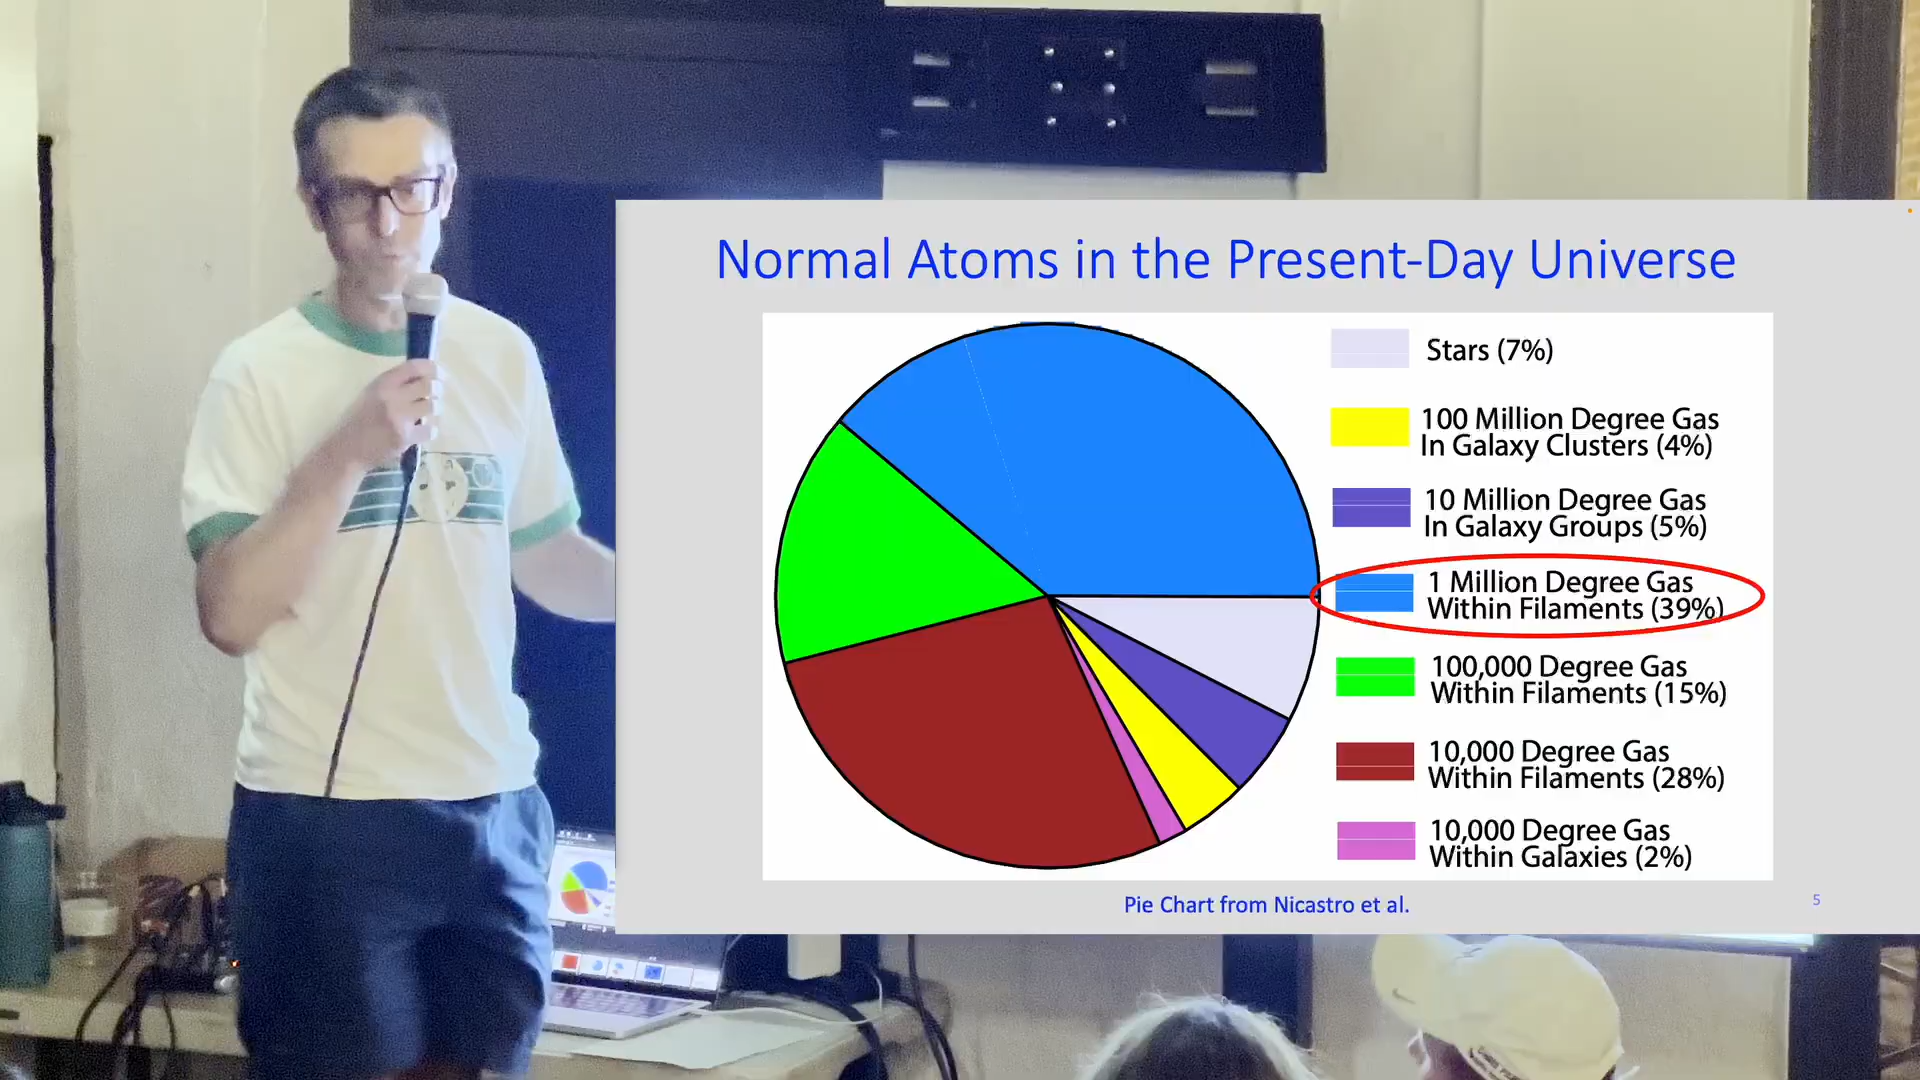 Normal Atoms in the Present-Day Universe
Stars (7%)
100 Million Degree Gas
In Galaxy Clusters (4%)
10 Million Degree Gas
In Galaxy Groups (5%)
1 Million Degree Gas
Within Filaments (39%)
100,000 Degree Gas
Within Filaments (15%)
10,000 Degree Gas
Within Filaments (28%)
10,000 Degree Gas
Within Galaxies (2%)
Pie Chart from Nicastro et al.
5